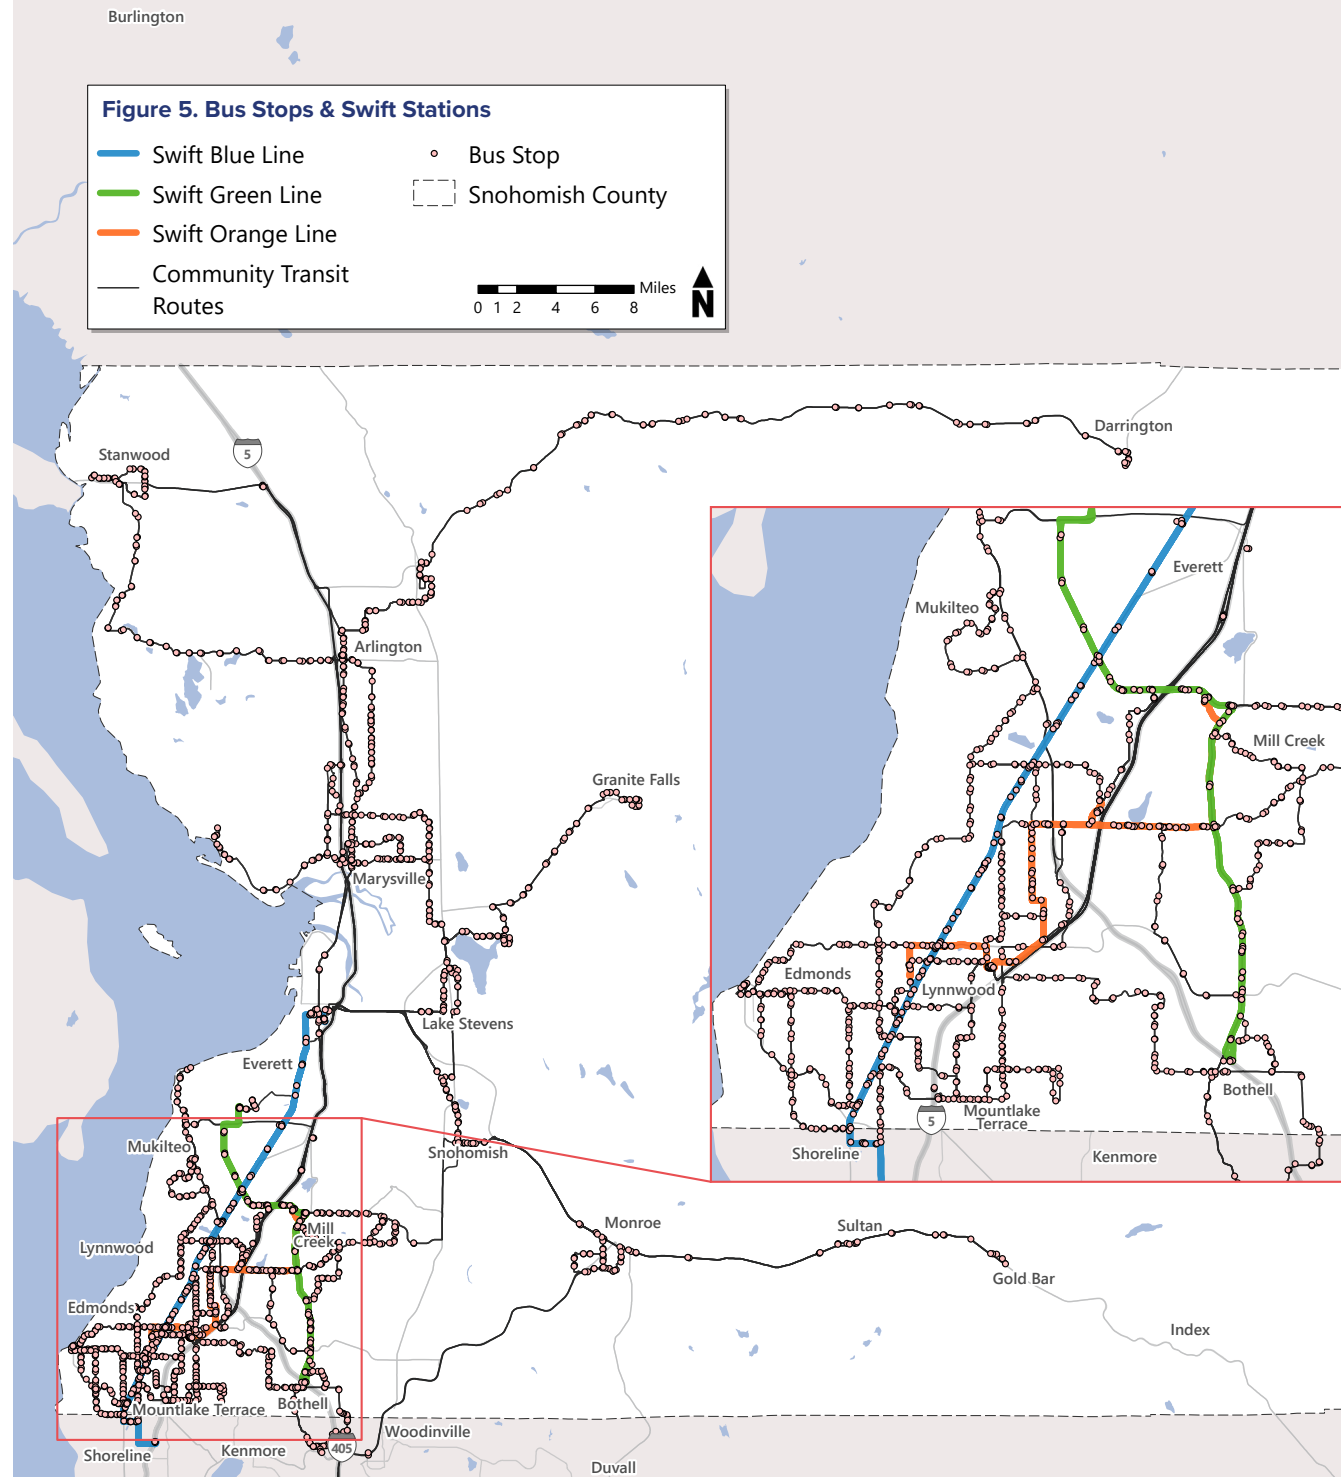 Burlington
Figure 5. Bus Stops & Swift Stations
Swift Blue Line
Swift Green Line
Swift Orange Line
Community Transit
Routes
Bus Stop
Snohomish County
0 1 2 4 6 8 Miles
N
Darrington
Stanwood
5
Arlington
Granite Falls
Marysville
Lake Stevens
Everett
Mukilteo
Snohomish
Monroe
Sultan
Gold Bar
Index
Mill
Creek
Lynnwood
Edmonds
Mountlake Terrace
Bothell
Woodinville
Shoreline
Kenmore
405
Duvall
Everett
Mukilteo
Mill Creek
Edmonds
Lynnwood
Bothell
Mountlake
Terrace
5
Shoreline
Kenmore